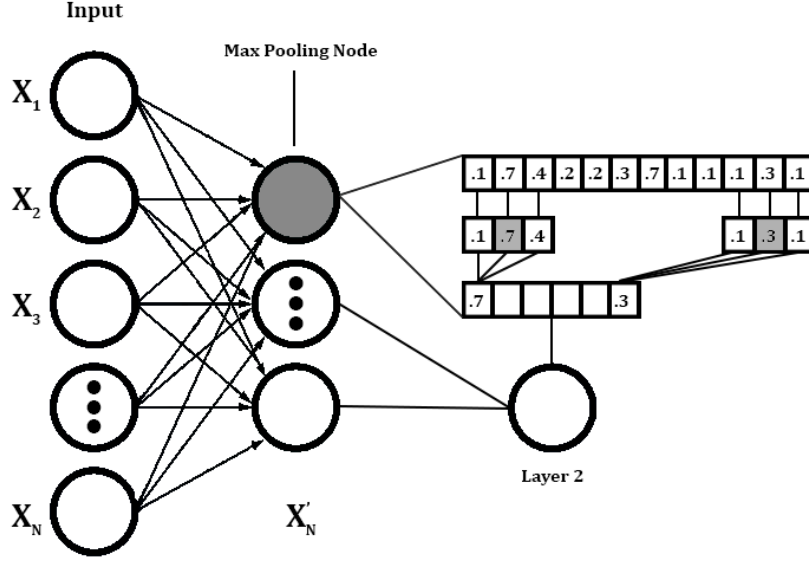 Input
Max Pooling Node
X1
X2
X3
XN
.1 .7 .4 .2 .2 .3 .7 .1 .1 .1 .3 .1
.1 .7 .4
.1 .3 .1
.7 .3
Layer 2
X'N